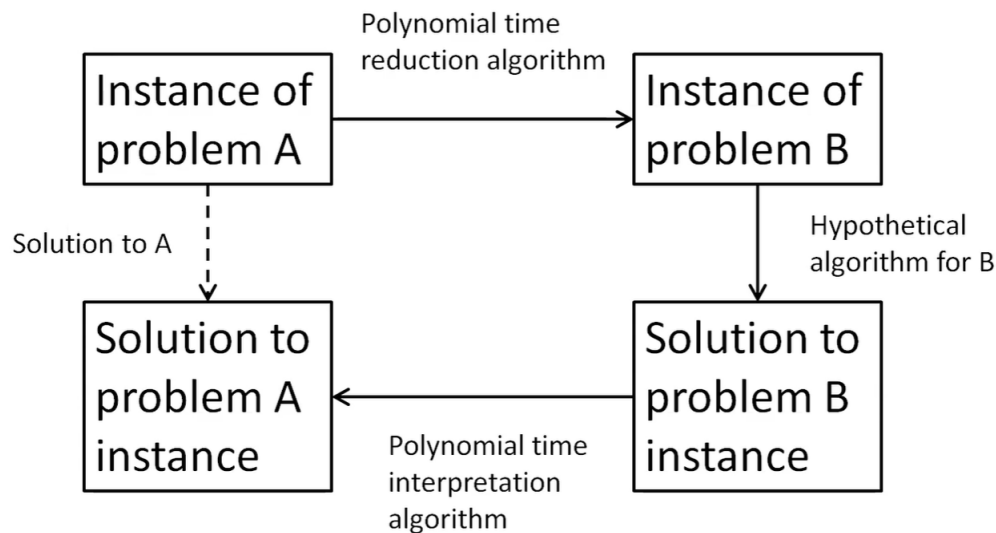 Polynomial time
reduction algorithm
Instance of
problem A
Instance of
problem B
Solution to A
Hypothetical
algorithm for B
Solution to
problem A
instance
Solution to
problem B
instance
Polynomial time
interpretation
algorithm